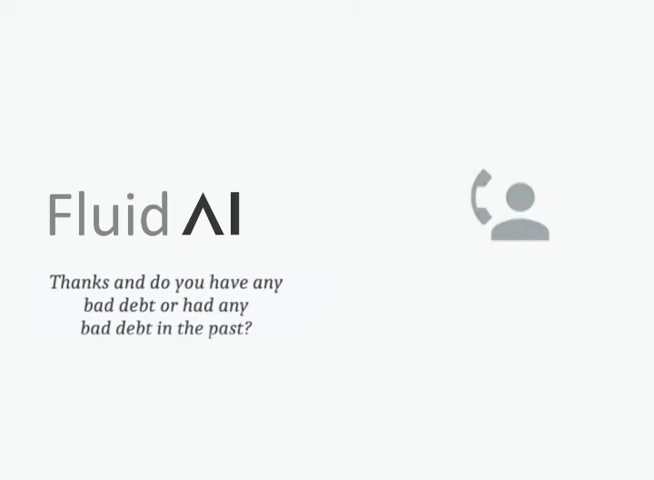 Fluid AI
Thanks and do you have any
bad debt or had any
bad debt in the past?